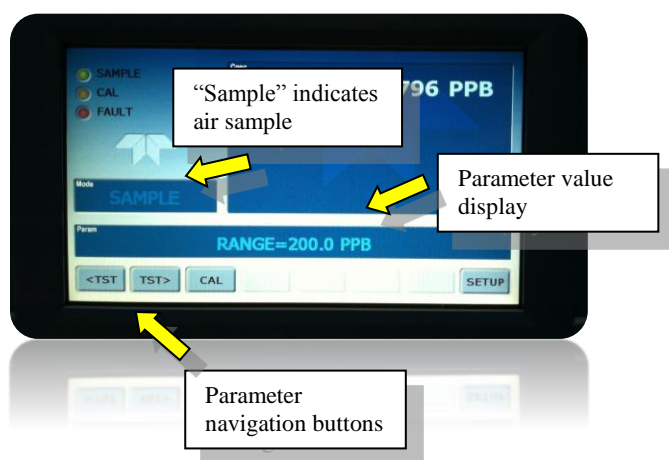 SAMPLE
CAL
FAULT
Conc
796 PPB
“Sample” indicates
air sample
Mode
SAMPLE
Parameter value
display
Param
RANGE=200.0 PPB
<TST
TST>
CAL
SETUP
Parameter
navigation buttons